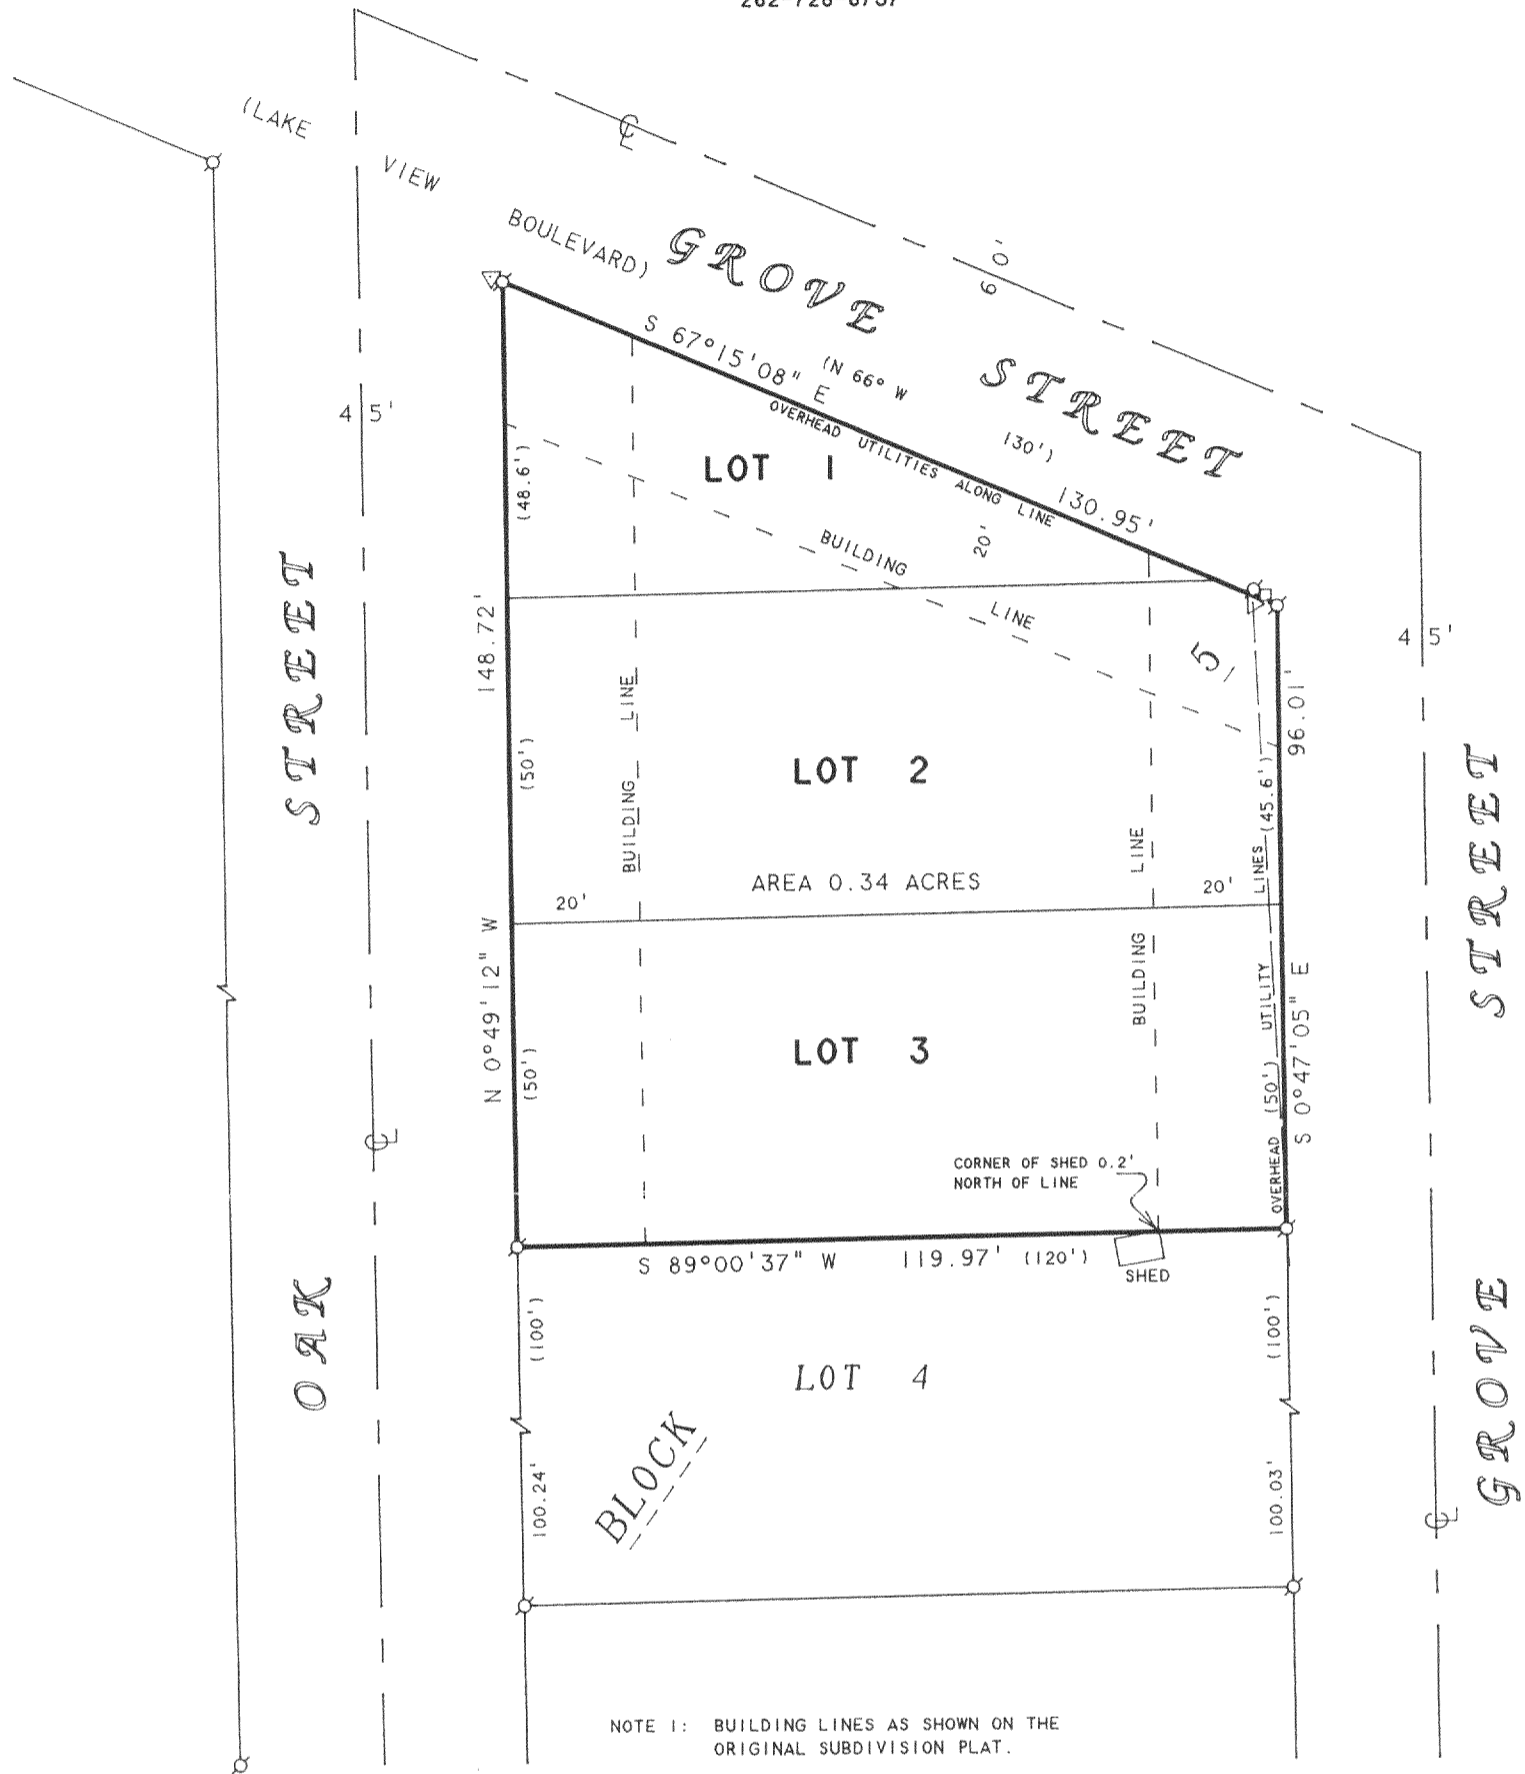 (LAKE VIEW BOULEVARD)
GROVE STREET
60'
S 67°15'08" E 130.95'
(N 66° W 130')
OVERHEAD UTILITIES ALONG LINE
45'
(48.6')
LOT 1
20'
BUILDING LINE
STREET
148.72'
45'
51
96.01'
BUILDING LINE
(50')
LOT 2
(45.6')
AREA 0.34 ACRES
BUILDING LINE
20'
20'
STREET
N 0°49'12" W
(50')
LOT 3
OVERHEAD UTILITY LINES
(50')
S 0°47'05" E
CORNER OF SHED 0.2'
NORTH OF LINE
S 89°00'37" W 119.97' (120')
SHED
OAK
(100')
LOT 4
(100')
GROVE
BLOCK
100.24'
100.03'
NOTE 1: BUILDING LINES AS SHOWN ON THE
ORIGINAL SUBDIVISION PLAT.